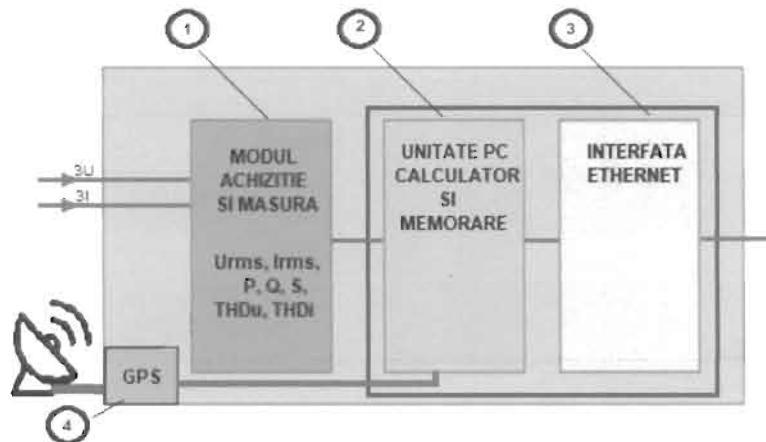 1
2
3
MODUL
ACHIZITIE
SI MASURA
Urms, Irms,
P, Q, S,
THDu, THDi
UNITATE PC
CALCULATOR
SI
MEMORARE
INTERFATA
ETHERNET
3U
3I
GPS
4